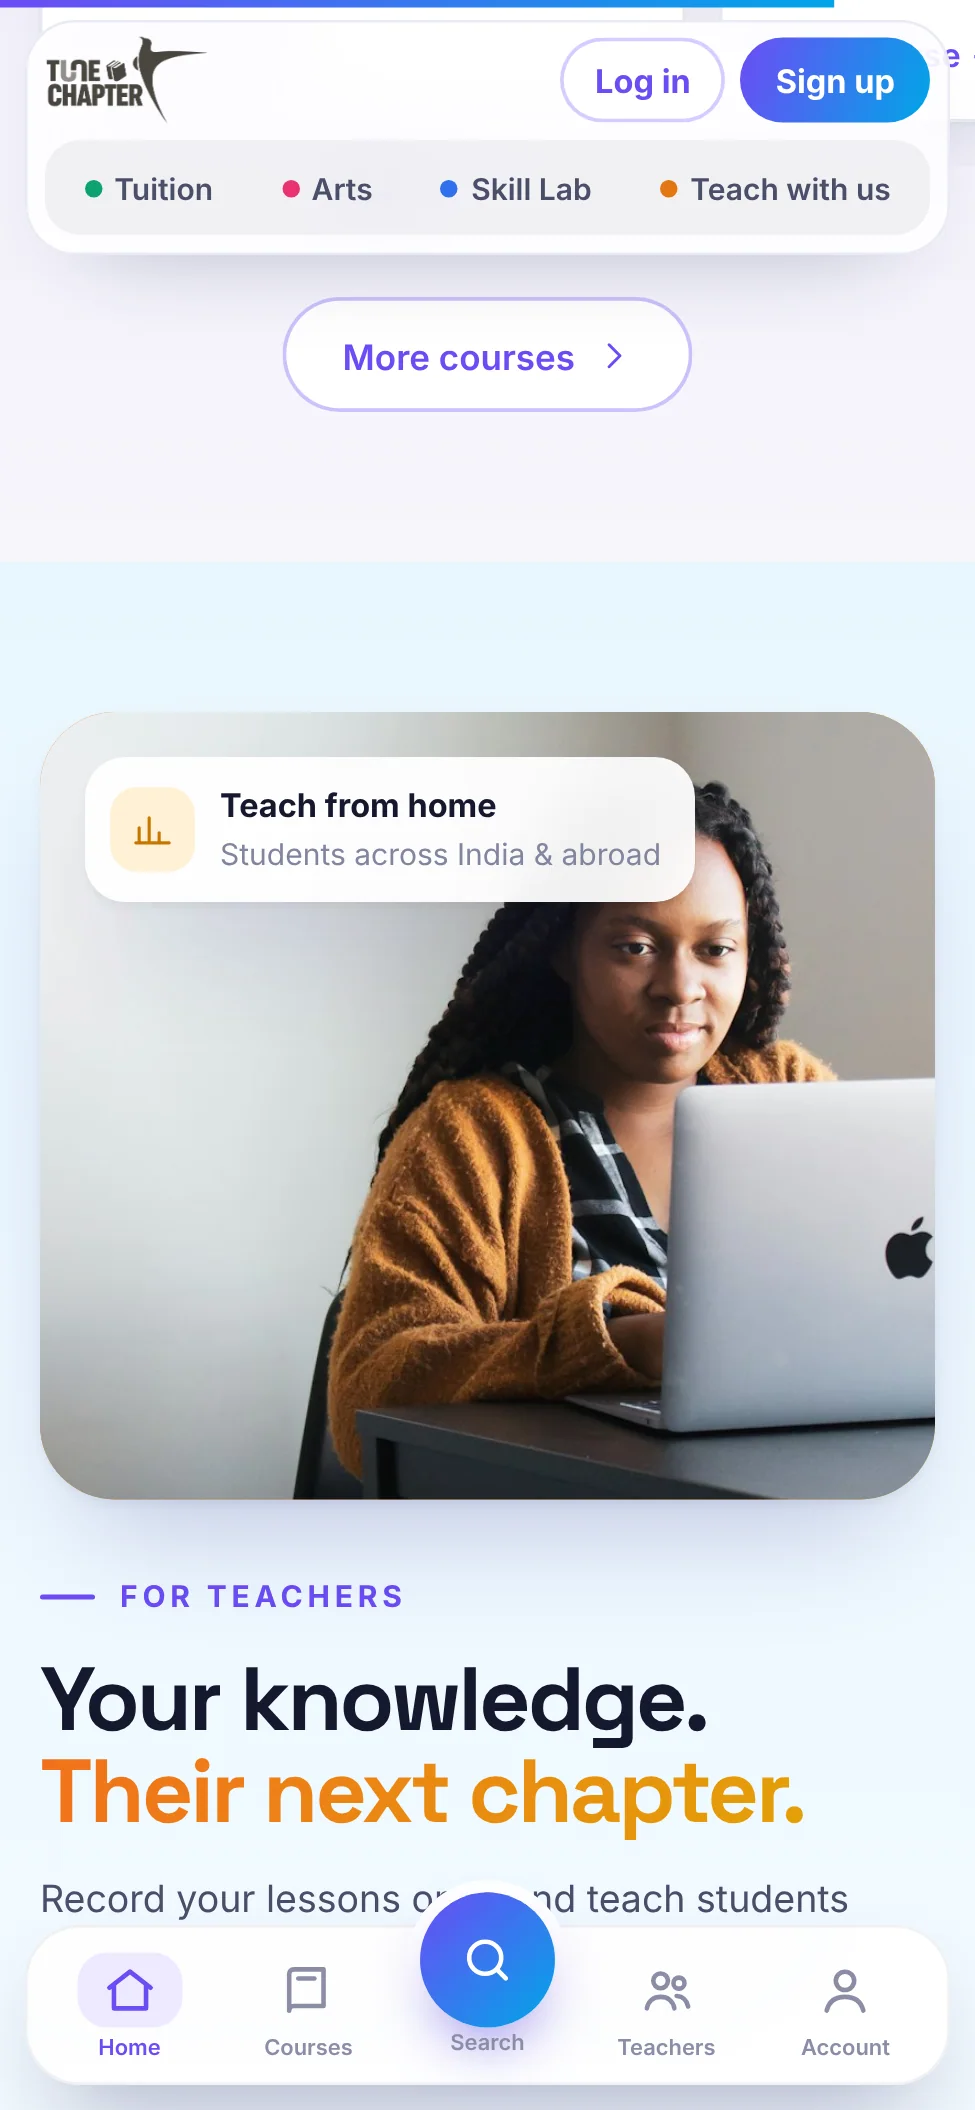 TUNE
CHAPTER
Log in
Sign up
Tuition
Arts
Skill Lab
Teach with us
More courses
Teach from home
Students across India & abroad
FOR TEACHERS
Your knowledge.
Their next chapter.
Record your lessons teach students
Home
Courses
Search
Teachers
Account